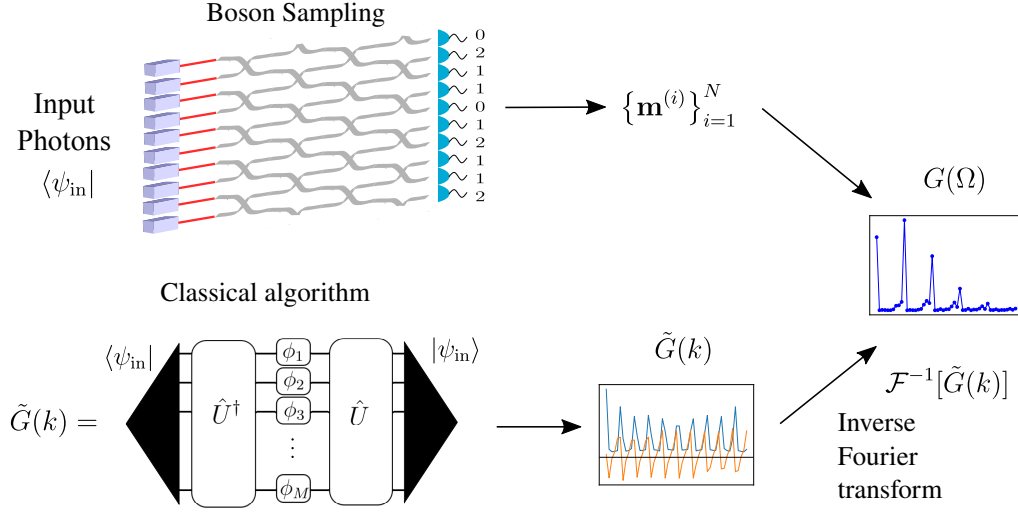 Boson Sampling
Input
Photons
⟨ψ_in|
0
2
1
1
0
1
2
1
1
2
{m^(i)}_{i=1}^N
G(Ω)
Classical algorithm
G̃(k) =
⟨ψ_in|
Û†
ϕ_1
ϕ_2
ϕ_3
⋮
ϕ_M
Û
|ψ_in⟩
G̃(k)
F^{-1}[G̃(k)]
Inverse
Fourier
transform